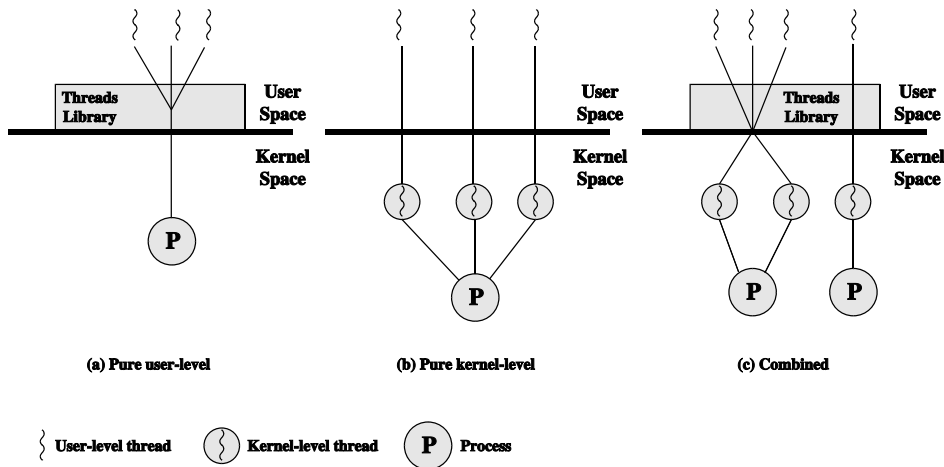 Threads
Library
User
Space
Kernel
Space
P
(a) Pure user-level
User
Space
Kernel
Space
P
(b) Pure kernel-level
Threads
Library
User
Space
Kernel
Space
P
P
(c) Combined
User-level thread
Kernel-level thread
P
Process